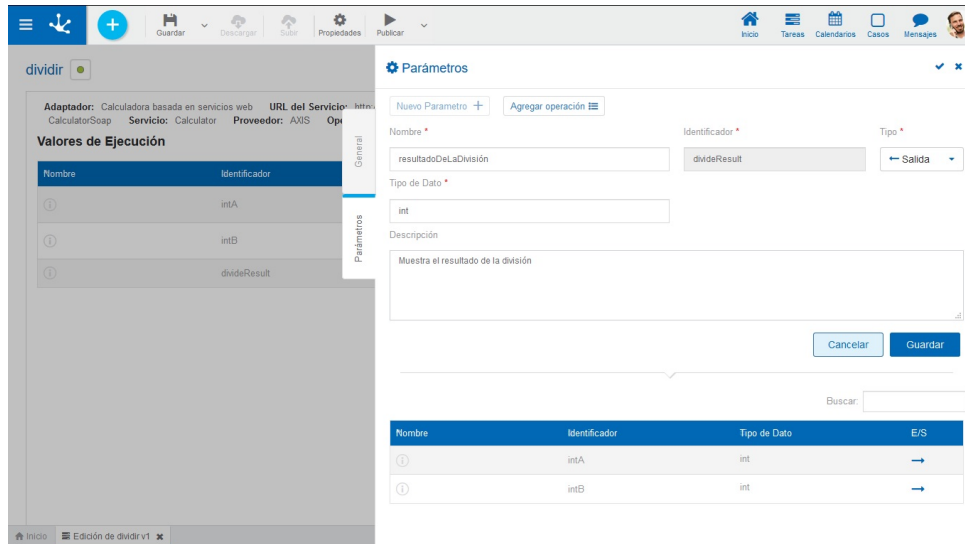 Guardar Descargar Subir Propiedades Publicar Inicio Tareas Calendarios Casos Mensajes
dividir
Adaptador: Calculadora basada en servicios web URL del Servicio: http:
CalculatorSoap Servicio: Calculator Proveedor: AXIS Ope
Valores de Ejecución
Nombre Identificador
intA
intB
divideResult
General
Parámetros
Parámetros
Nuevo Parametro + Agregar operación
Nombre * Identificador * Tipo *
resultadoDeLaDivisión divideResult Salida
Tipo de Dato *
int
Descripción
Muestra el resultado de la división
Cancelar Guardar
Buscar:
Nombre Identificador Tipo de Dato E/S
intA int
intB int
Inicio Edición de dividir v1